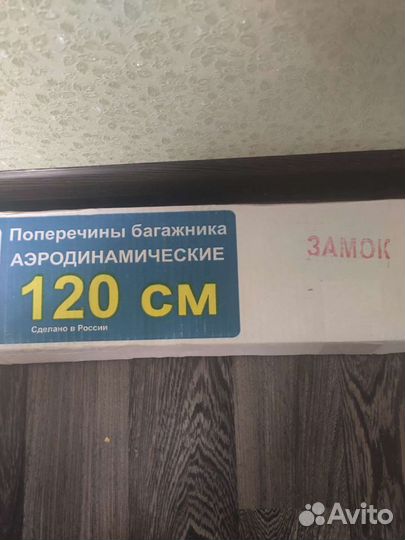 Поперечины багажника
АЭРОДИНАМИЧЕСКИЕ
120 см
Сделано в России
ЗАМОК
Avito